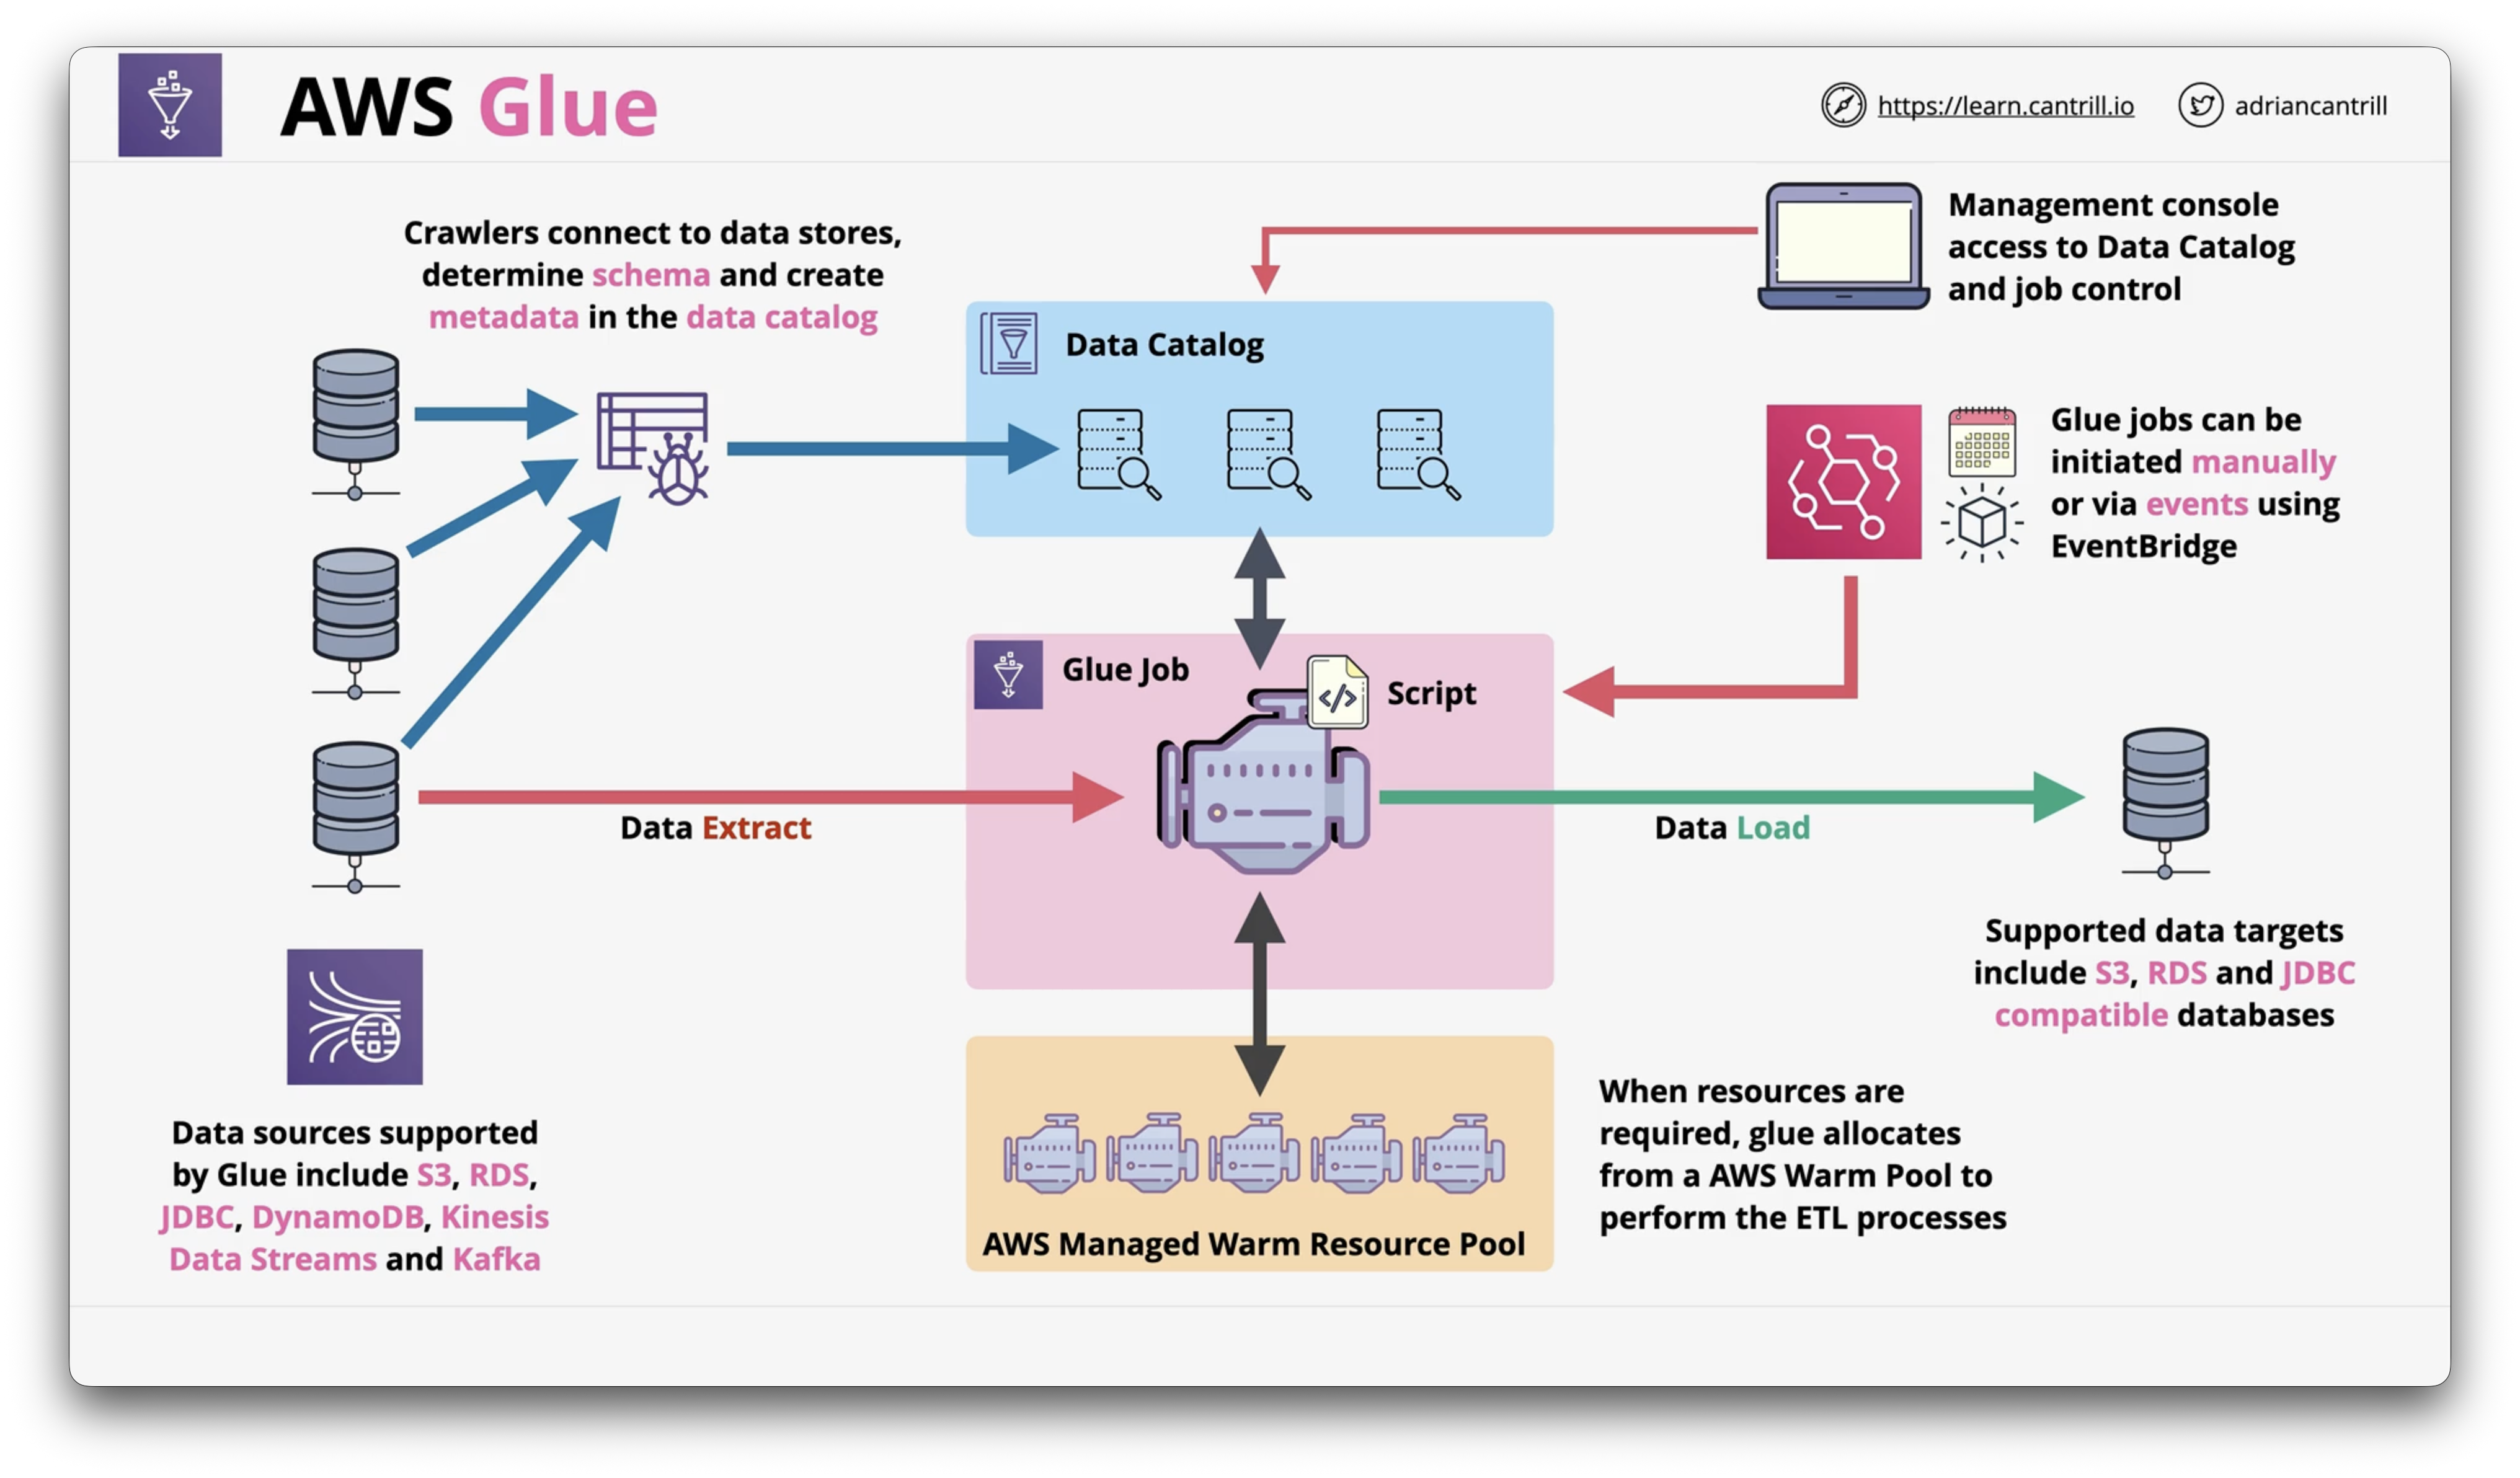 AWS Glue
https://learn.cantrill.io
adriancantrill
Crawlers connect to data stores,
determine schema and create
metadata in the data catalog
Management console
access to Data Catalog
and job control
Data Catalog
Glue jobs can be
initiated manually
or via events using
EventBridge
Glue Job
Script
Data Extract
Data Load
Supported data targets
include S3, RDS and JDBC
compatible databases
Data sources supported
by Glue include S3, RDS,
JDBC, DynamoDB, Kinesis
Data Streams and Kafka
AWS Managed Warm Resource Pool
When resources are
required, glue allocates
from a AWS Warm Pool to
perform the ETL processes